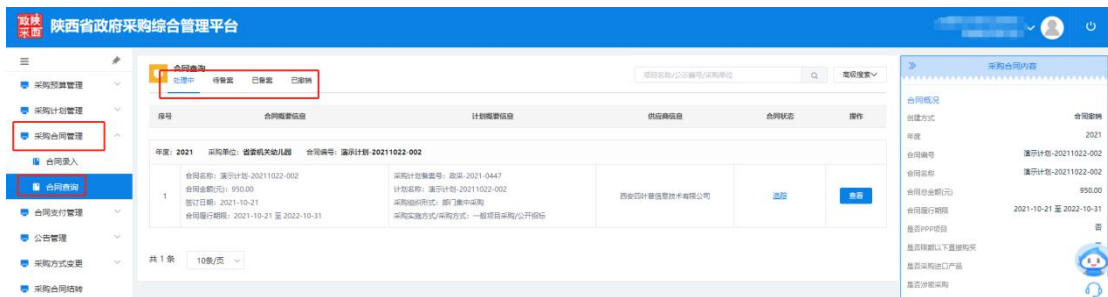 政陕
采西 陕西省政府采购综合管理平台
采购预算管理
采购计划管理
采购合同管理
合同录入
合同查询
合同支付管理
公告管理
采购方式变更
采购合同结转
合同查询
处理中 待备案 已备案 已撤销
项目名称/公示编号/采购单位 高级搜索
序号 合同概要信息 计划概要信息 供应商信息 合同状态 操作
年度：2021 采购单位：省委机关幼儿园 合同编号：演示计划-20211022-002
1
合同名称：演示计划-20211022-002
合同金额(元)：950.00
签订日期：2021-10-21
合同履行期限：2021-10-21 至 2022-10-31
采购计划备案号：政采-2021-0447
计划名称：演示计划-20211022-002
采购组织形式：部门集中采购
采购实施方式/采购方式：一般项目采购/公开招标
西安四叶草信息技术有限公司
追踪
查看
共 1 条 10条/页
采购合同内容
合同概况
创建方式 合同撤销
年度 2021
合同编号 演示计划-20211022-002
合同名称 演示计划-20211022-002
合同总金额(元) 950.00
合同履行期限 2021-10-21 至 2022-10-31
是否PPP项目 否
是否限额以下直接购买
是否采购进口产品
是否涉密采购